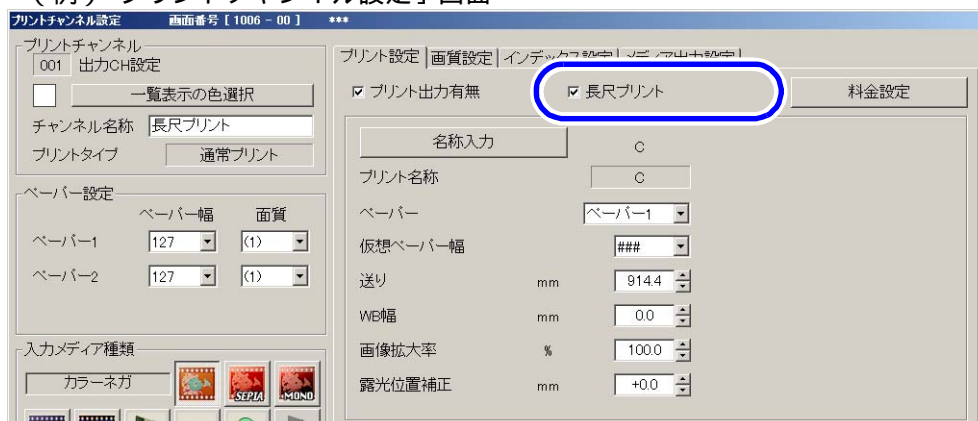 （例）「プリントチャンネル設定」画面
プリントチャンネル設定 画面番号 [ 1006 - 00 ] ***
プリントチャンネル
001 出力CH設定
一覧表示の色選択
チャンネル名称 長尺プリント
プリントタイプ 通常プリント
ペーパー設定
ペーパー幅 面質
ペーパー1 127 (1)
ペーパー2 127 (1)
入力メディア種類
カラーネガ
SEPIA
MONO
プリント設定 画質設定 インデックス設定 メディア出力設定
プリント出力有無 長尺プリント 料金設定
名称入力 C
プリント名称 C
ペーパー ペーパー1
仮想ペーパー幅 ###
送り mm 914.4
WB幅 mm 0.0
画像拡大率 % 100.0
露光位置補正 mm +0.0